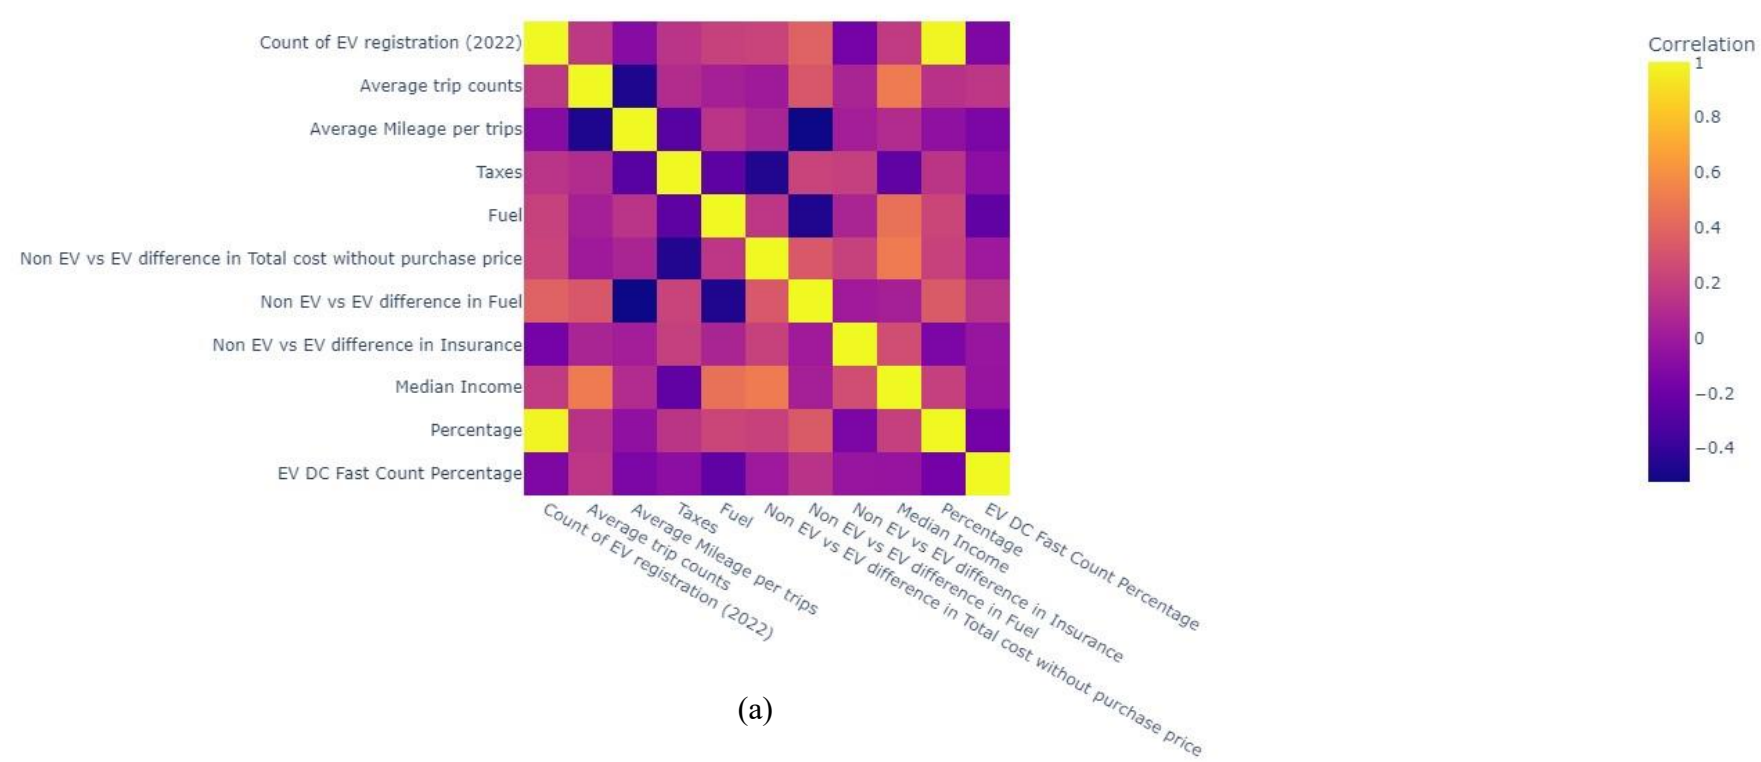 Count of EV registration (2022)
Average trip counts
Average Mileage per trips
Taxes
Fuel
Non EV vs EV difference in Total cost without purchase price
Non EV vs EV difference in Fuel
Non EV vs EV difference in Insurance
Median Income
Percentage
EV DC Fast Count Percentage
Count of EV registration (2022)
Average trip counts
Average Mileage per trips
Taxes
Fuel
Non EV vs EV difference in Total cost without purchase price
Non EV vs EV difference in Fuel
Non EV vs EV difference in Insurance
Median Income
Percentage
EV DC Fast Count Percentage
Correlation
1
0.8
0.6
0.4
0.2
0
−0.2
−0.4
(a)